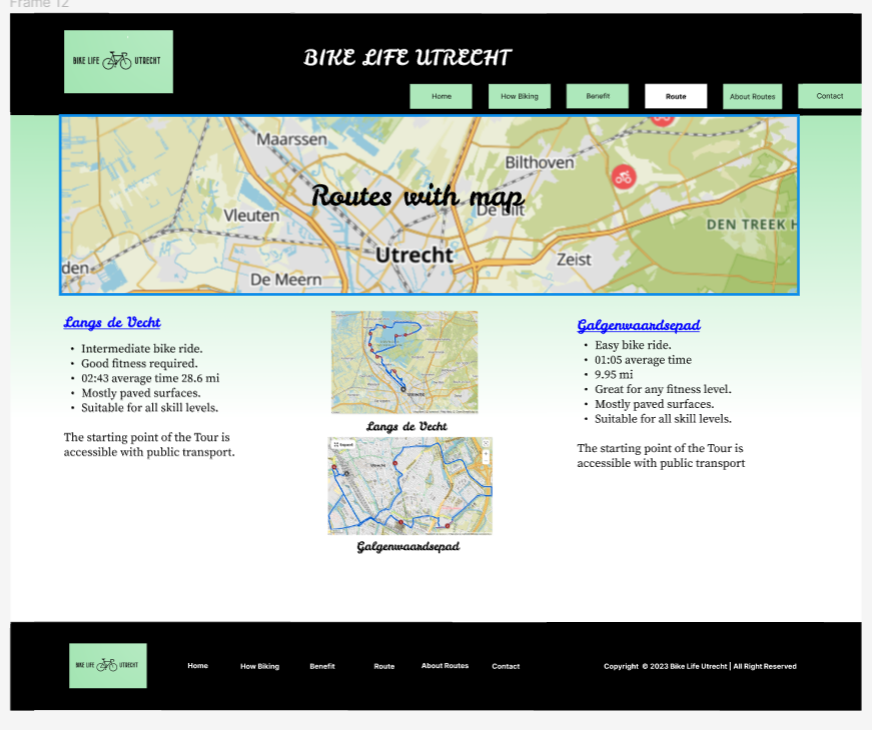 Frame 12
BIKE LIFE UTRECHT
BIKE LIFE UTRECHT
Home How Biking Benefit Route About Routes Contact
Maarssen
Bilthoven
Routes with map
Vleuten
De Bilt
DEN TREEK H
Utrecht
Zeist
den
De Meern
Langs de Vecht
• Intermediate bike ride.
• Good fitness required.
• 02:43 average time 28.6 mi
• Mostly paved surfaces.
• Suitable for all skill levels.
The starting point of the Tour is
accessible with public transport.
Utrecht
Langs de Vecht
Expand
Utrecht
Galgenwaardsepad
Galgenwaardsepad
• Easy bike ride.
• 01:05 average time
• 9.95 mi
• Great for any fitness level.
• Mostly paved surfaces.
• Suitable for all skill levels.
The starting point of the Tour is
accessible with public transport
BIKE LIFE UTRECHT
Home How Biking Benefit Route About Routes Contact
Copyright © 2023 Bike Life Utrecht | All Right Reserved